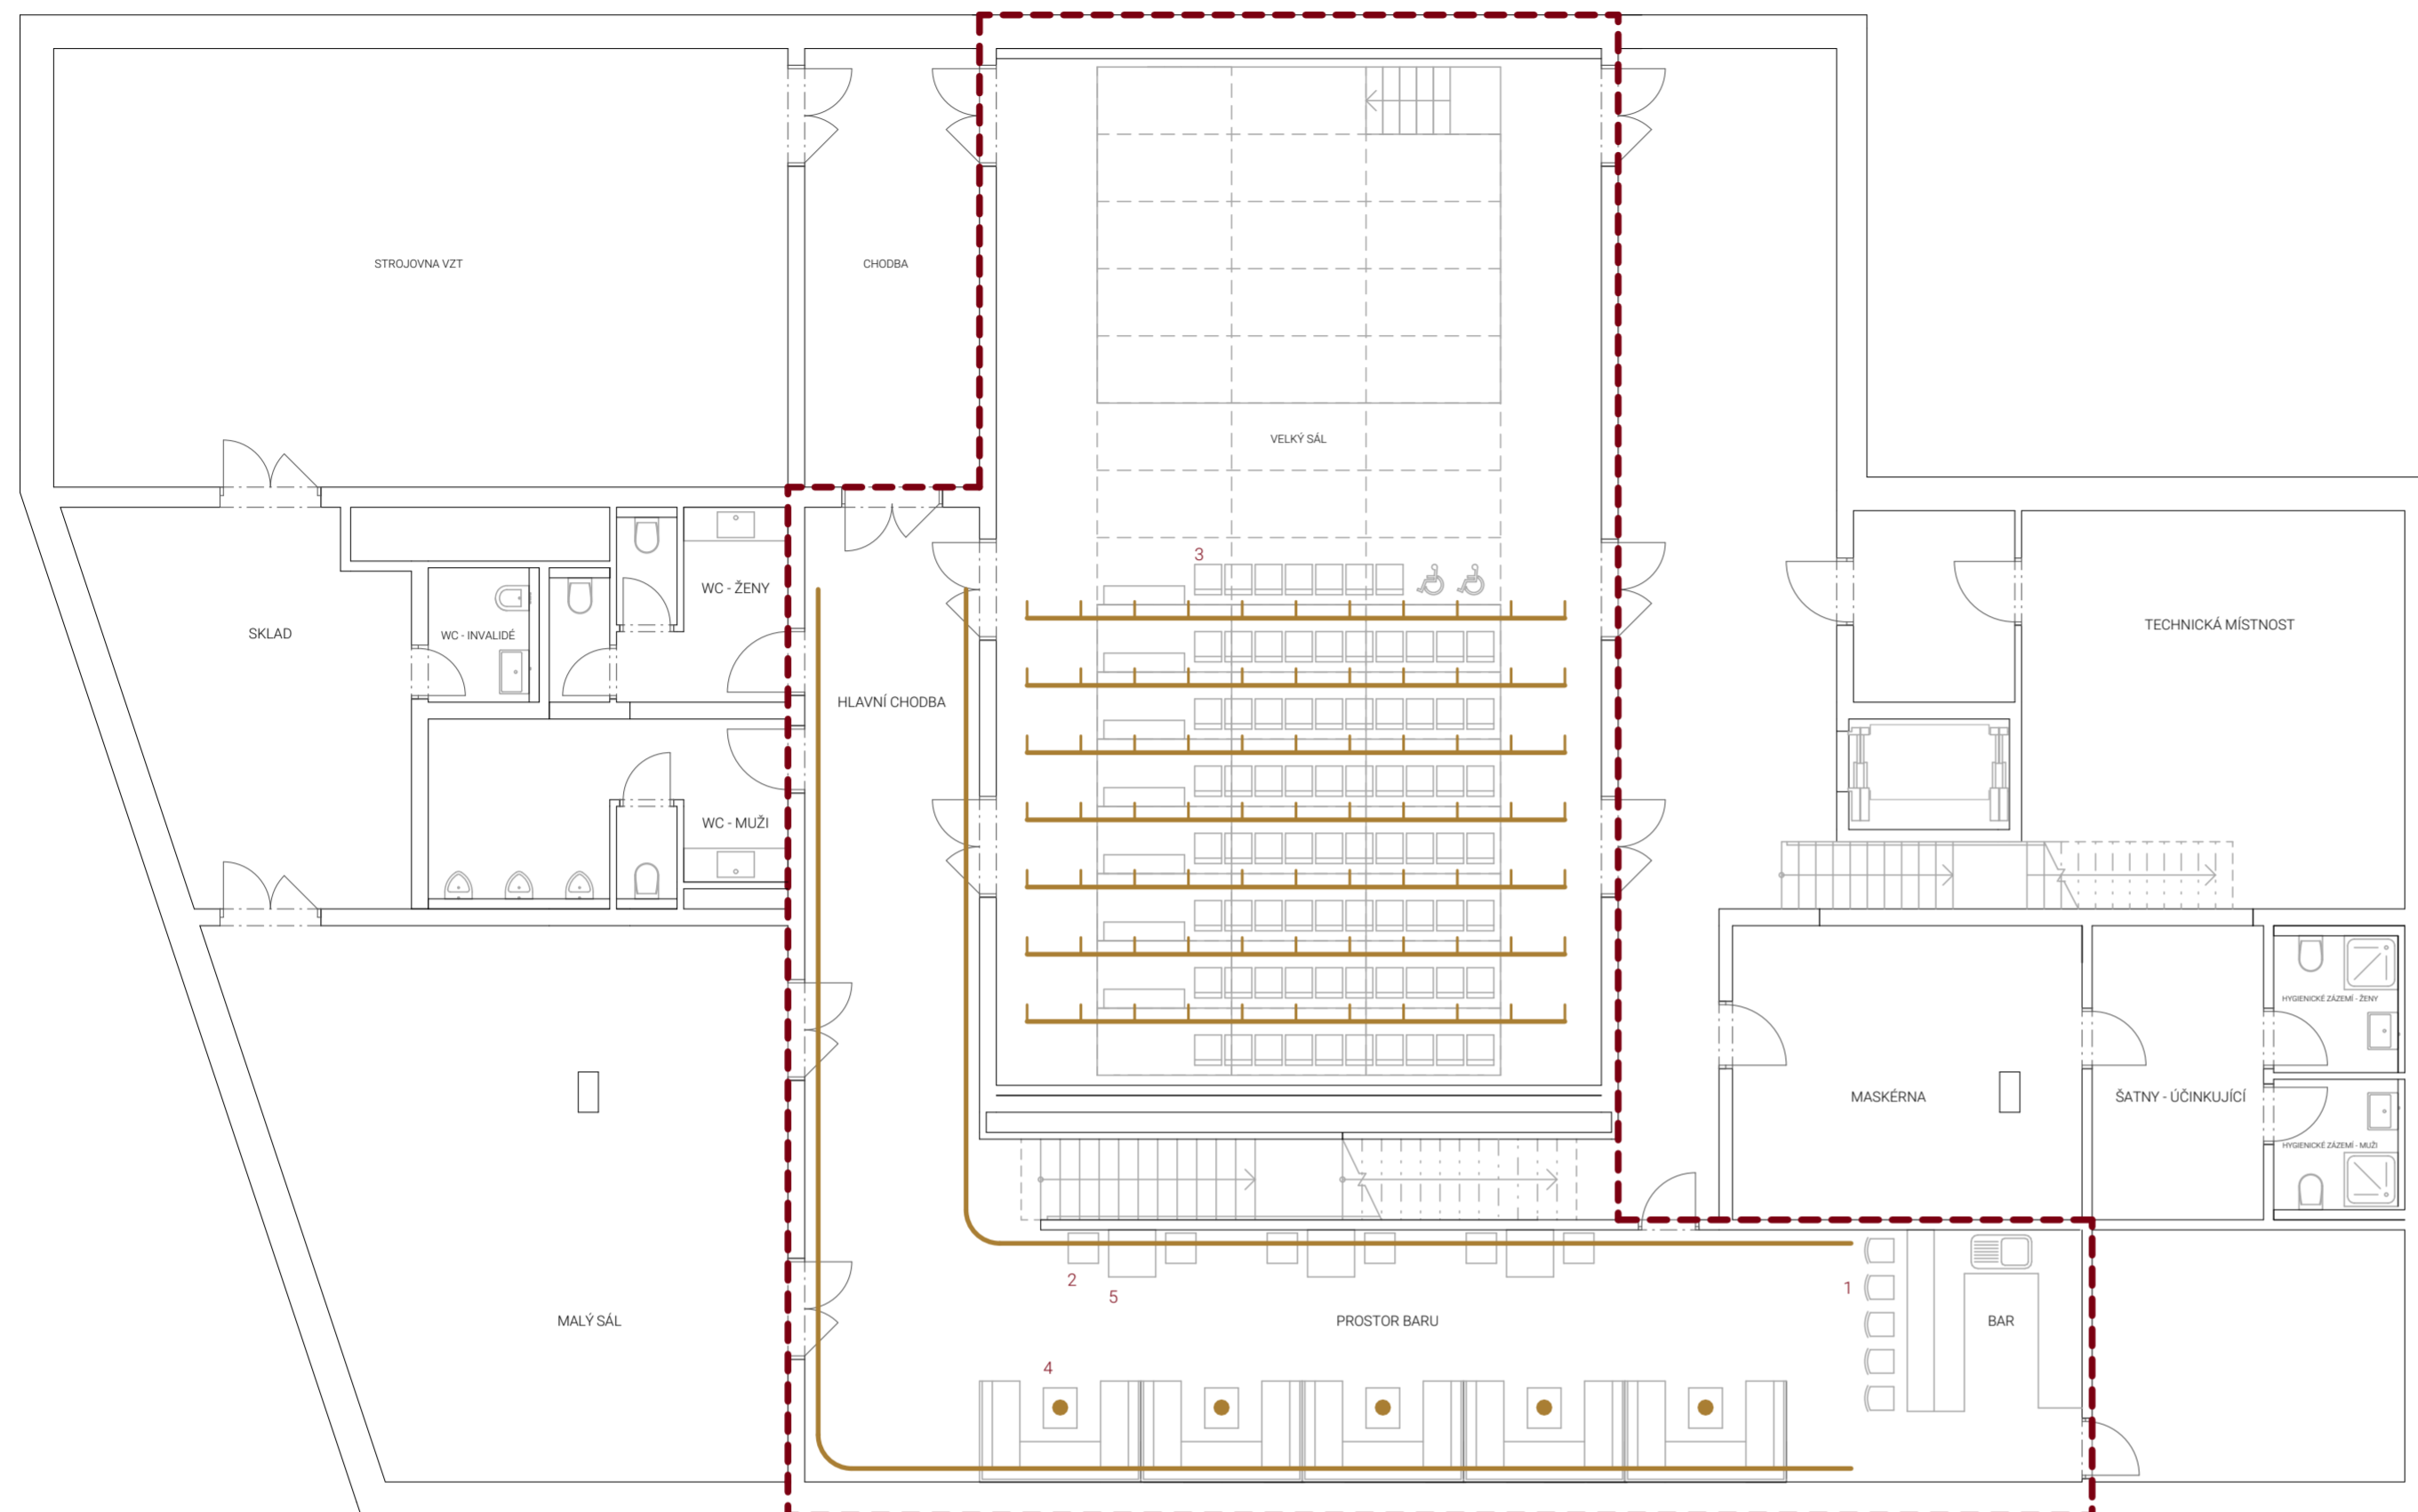 STROJOVNA VZT
CHODBA
VELKÝ SÁL
3
WC - ŽENY
SKLAD
WC - INVALIDÉ
TECHNICKÁ MÍSTNOST
HLAVNÍ CHODBA
WC - MUŽI
HYGIENICKÉ ZÁZEMÍ - ŽENY
MASKÉRNA
ŠATNY - ÚČINKUJÍCÍ
HYGIENICKÉ ZÁZEMÍ - MUŽI
2
5
1
MALÝ SÁL
PROSTOR BARU
BAR
4